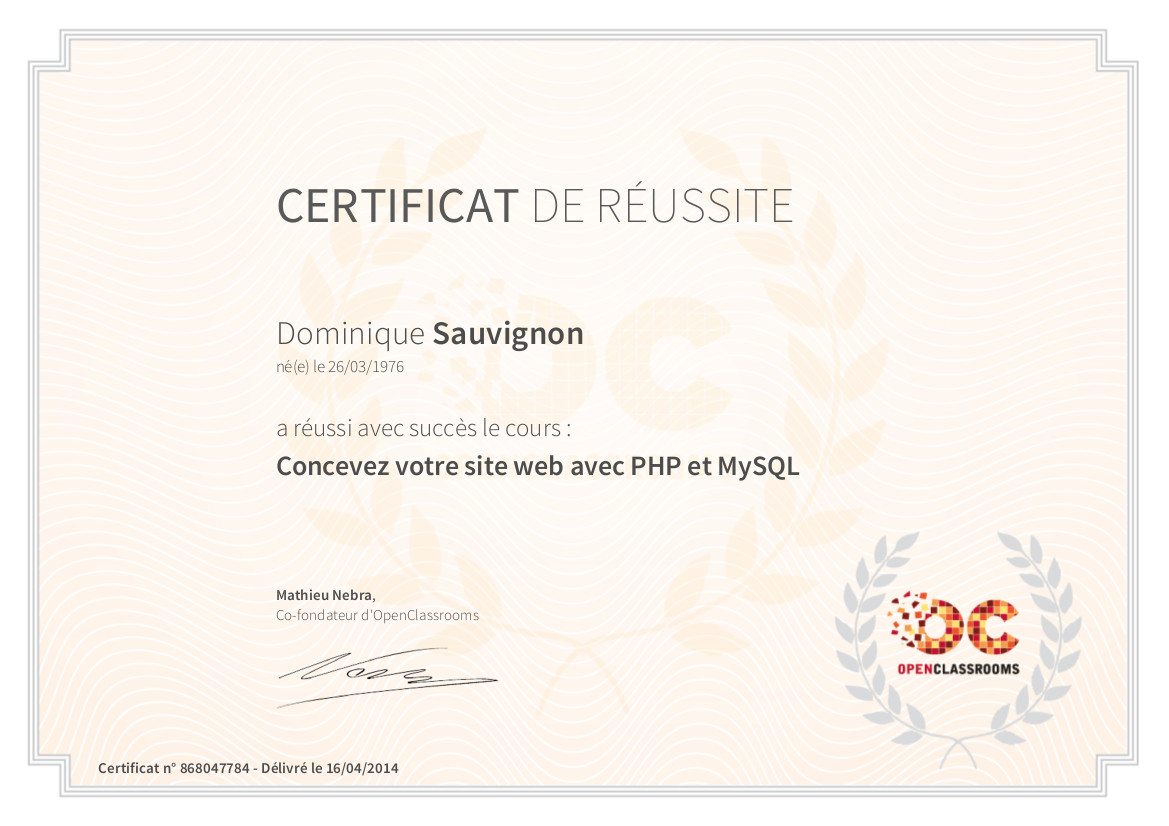 CERTIFICAT DE RÉUSSITE
Dominique Sauvignon
né(e) le 26/03/1976
a réussi avec succès le cours :
Concevez votre site web avec PHP et MySQL
Mathieu Nebra,
Co-fondateur d'OpenClassrooms
OC
OPENCLASSROOMS
Certificat n° 868047784 - Délivré le 16/04/2014